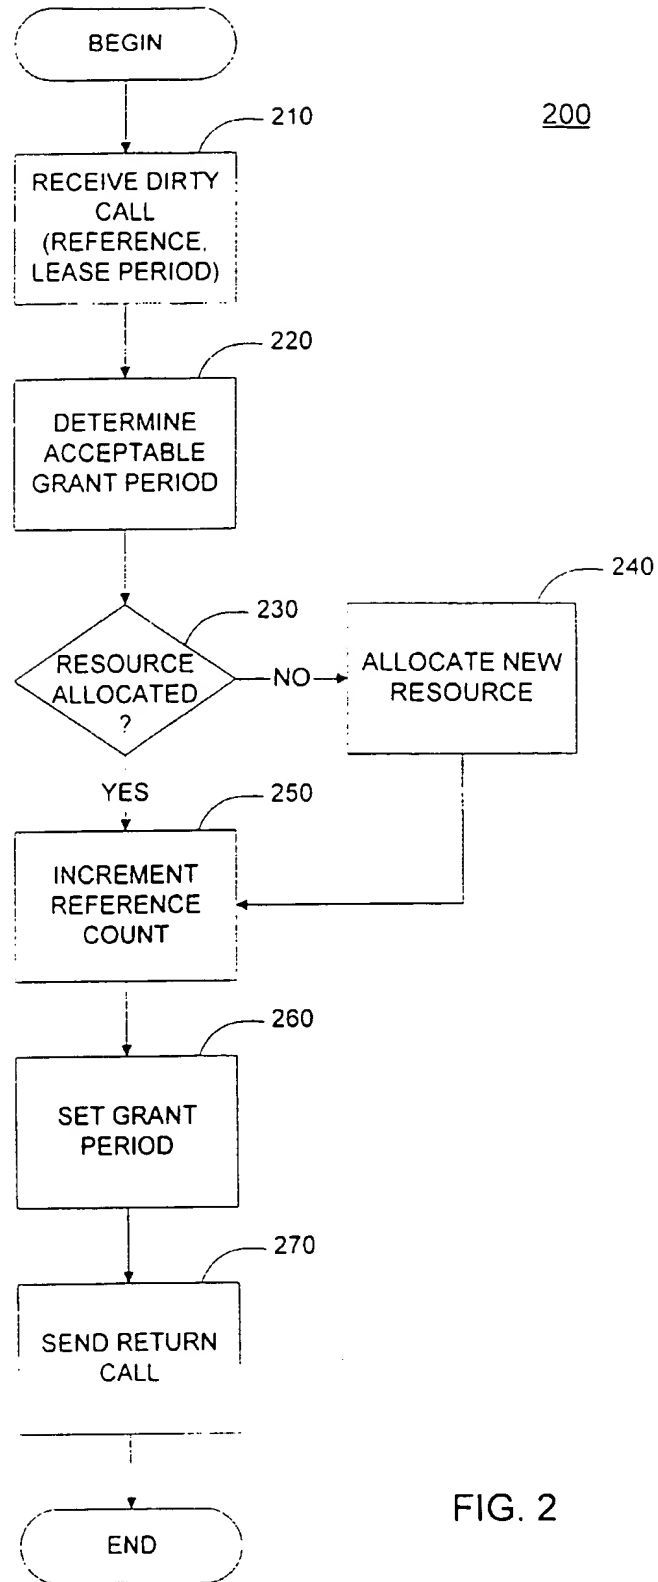 BEGIN
200
210
RECEIVE DIRTY
CALL
(REFERENCE,
LEASE PERIOD)
220
DETERMINE
ACCEPTABLE
GRANT PERIOD
230
RESOURCE
ALLOCATED
?
NO
240
ALLOCATE NEW
RESOURCE
YES
250
INCREMENT
REFERENCE
COUNT
260
SET GRANT
PERIOD
270
SEND RETURN
CALL
END
FIG. 2